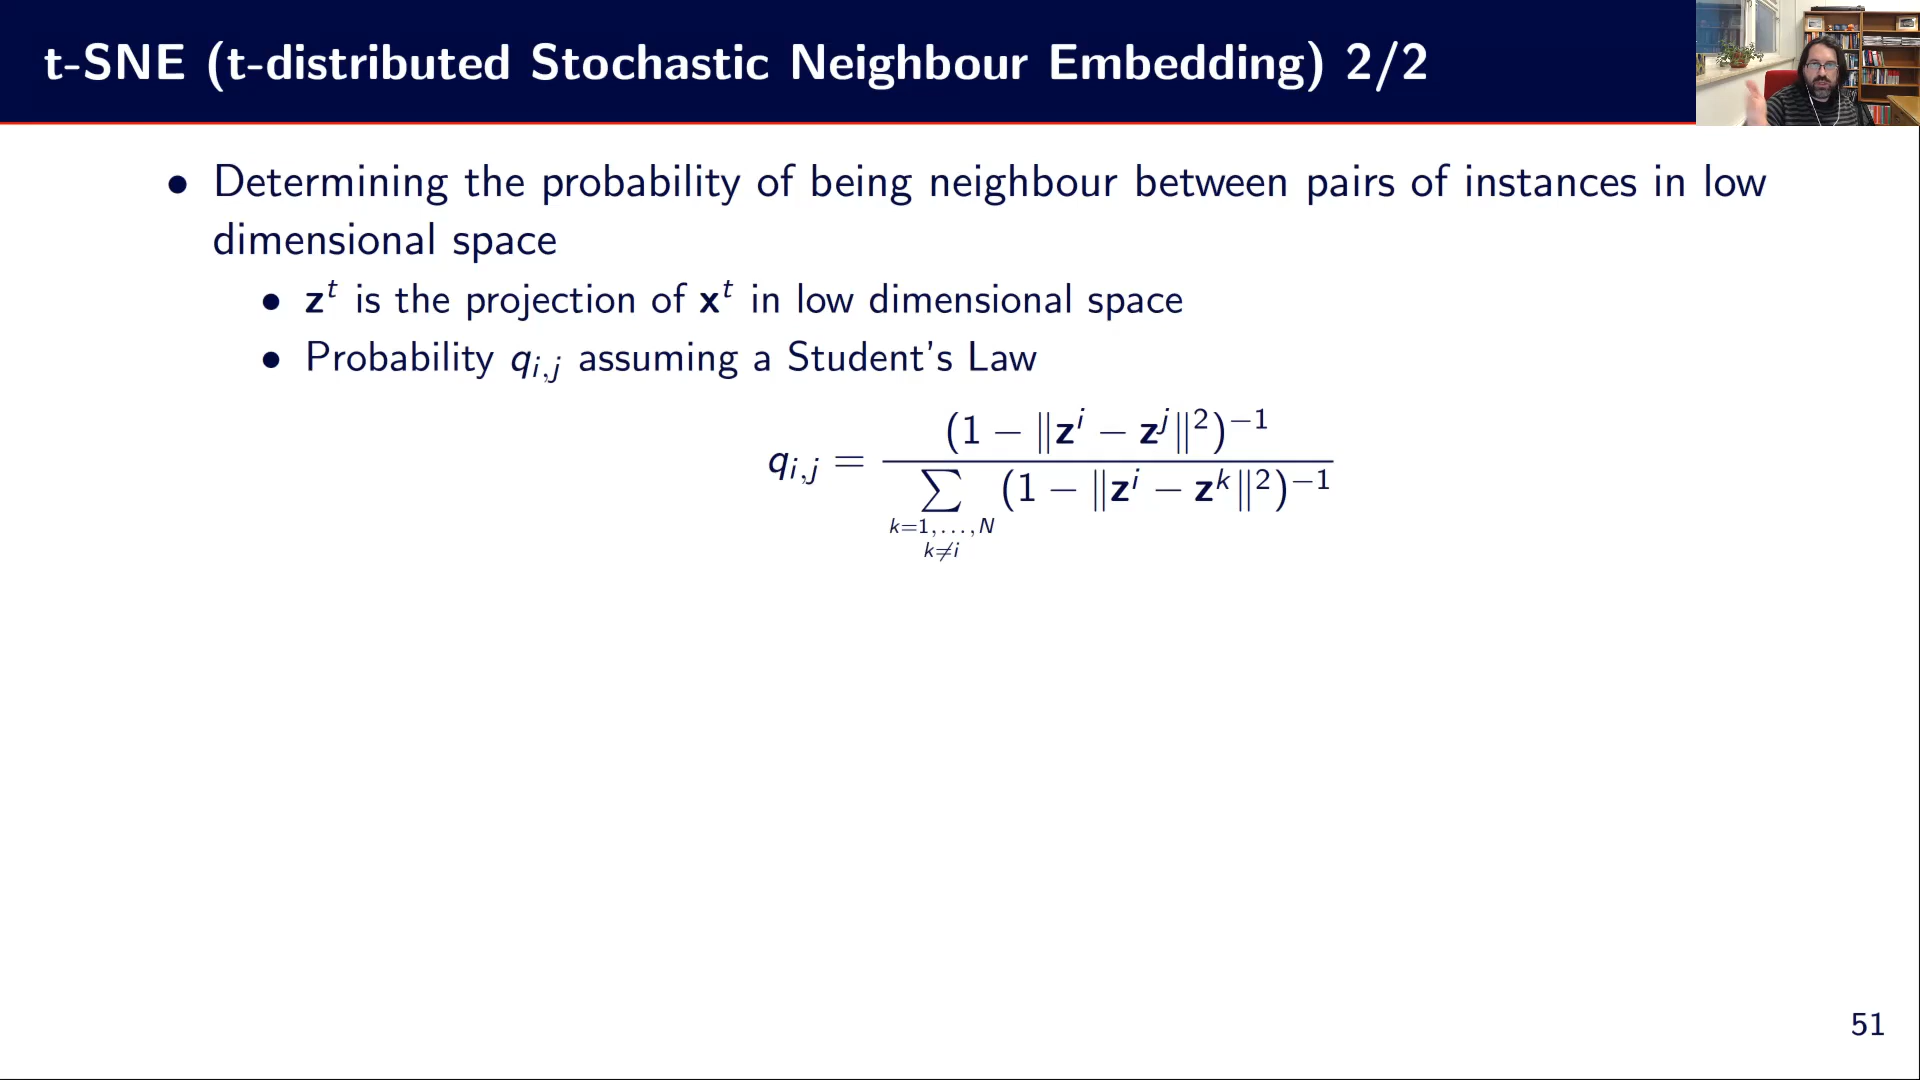 t-SNE (t-distributed Stochastic Neighbour Embedding) 2/2
• Determining the probability of being neighbour between pairs of instances in low
dimensional space
• z^t is the projection of x^t in low dimensional space
• Probability q_{i,j} assuming a Student's Law
q_{i,j} = \frac{(1 − ‖z^i − z^j‖^2)^{−1}}{\sum_{k=1,…,N, k≠i} (1 − ‖z^i − z^k‖^2)^{−1}}
51